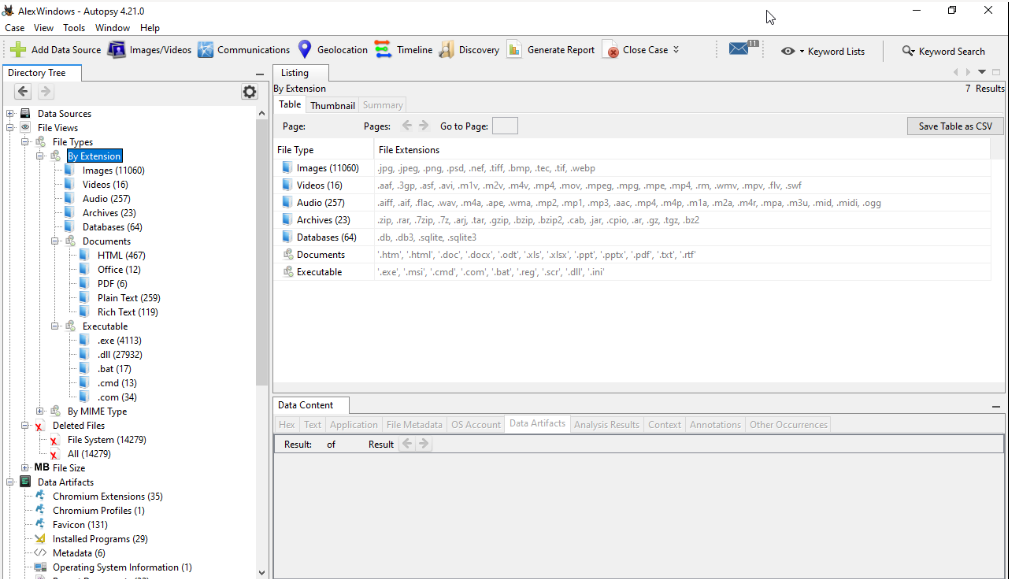 AlexWindows - Autopsy 4.21.0
Case View Tools Window Help
Add Data Source Images/Videos Communications Geolocation Timeline Discovery Generate Report Close Case Keyword Lists Keyword Search
Directory Tree
Data Sources
File Views
File Types
By Extension
Images (11060)
Videos (16)
Audio (257)
Archives (23)
Databases (64)
Documents
HTML (467)
Office (12)
PDF (6)
Plain Text (259)
Rich Text (119)
Executable
.exe (4113)
.dll (27932)
.bat (17)
.cmd (13)
.com (34)
By MIME Type
Deleted Files
File System (14279)
All (14279)
MB File Size
Data Artifacts
Chromium Extensions (35)
Chromium Profiles (1)
Favicon (131)
Installed Programs (29)
Metadata (6)
Operating System Information (1)
Listing
By Extension 7 Results
Table Thumbnail Summary
Page: Pages: Go to Page: Save Table as CSV
File Type File Extensions
Images (11060) .jpg, .jpeg, .png, .psd, .nef, .tiff, .bmp, .tec, .tif, .webp
Videos (16) .aaf, .3gp, .asf, .avi, .m1v, .m2v, .m4v, .mp4, .mov, .mpeg, .mpg, .mpe, .mp4, .rm, .wmv, .mpv, .flv, .swf
Audio (257) .aiff, .aif, .flac, .wav, .m4a, .ape, .wma, .mp2, .mp1, .mp3, .aac, .mp4, .m4p, .m1a, .m2a, .m4r, .mpa, .m3u, .mid, .midi, .ogg
Archives (23) .zip, .rar, .7zip, .7z, .arj, .tar, .gzip, .bzip, .bzip2, .cab, .jar, .cpio, .ar, .gz, .tgz, .bz2
Databases (64) .db, .db3, .sqlite, .sqlite3
Documents '.htm', '.html', '.doc', '.docx', '.odt', '.xls', '.xlsx', '.ppt', '.pptx', '.pdf', '.txt', '.rtf'
Executable '.exe', '.msi', '.cmd', '.com', '.bat', '.reg', '.scr', '.dll', '.ini'
Data Content
Hex Text Application File Metadata OS Account Data Artifacts Analysis Results Context Annotations Other Occurrences
Result: of Result